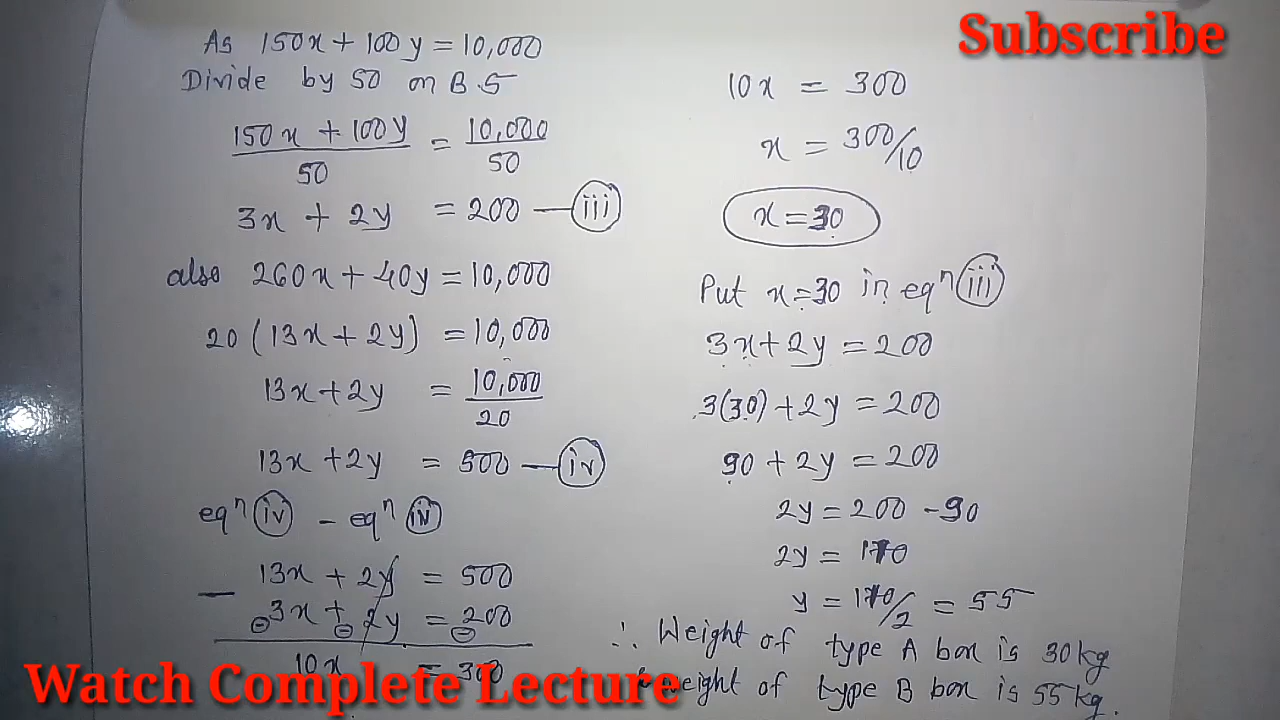 Subscribe
As 150x + 100y = 10,000
Divide by 50 on B.S
150x + 100y / 50 = 10,000 / 50
3x + 2y = 200 — iii
also 260x + 40y = 10,000
20 (13x + 2y) = 10,000
13x + 2y = 10,000 / 20
13x + 2y = 500 — iv
eqⁿ iv - eqⁿ
13x + 2y = 500
— 3x + 2y = 200
⊖ ⊖ ⊖
10x = 300
10x = 300
x = 300/10
x = 30
Put x = 30 in eqⁿ iii
3x + 2y = 200
3(30) + 2y = 200
90 + 2y = 200
2y = 200 - 90
2y = 110
y = 110/2 = 55
∴ Weight of type A box is 30 kg
weight of type B box is 55 kg.
Watch Complete Lecture